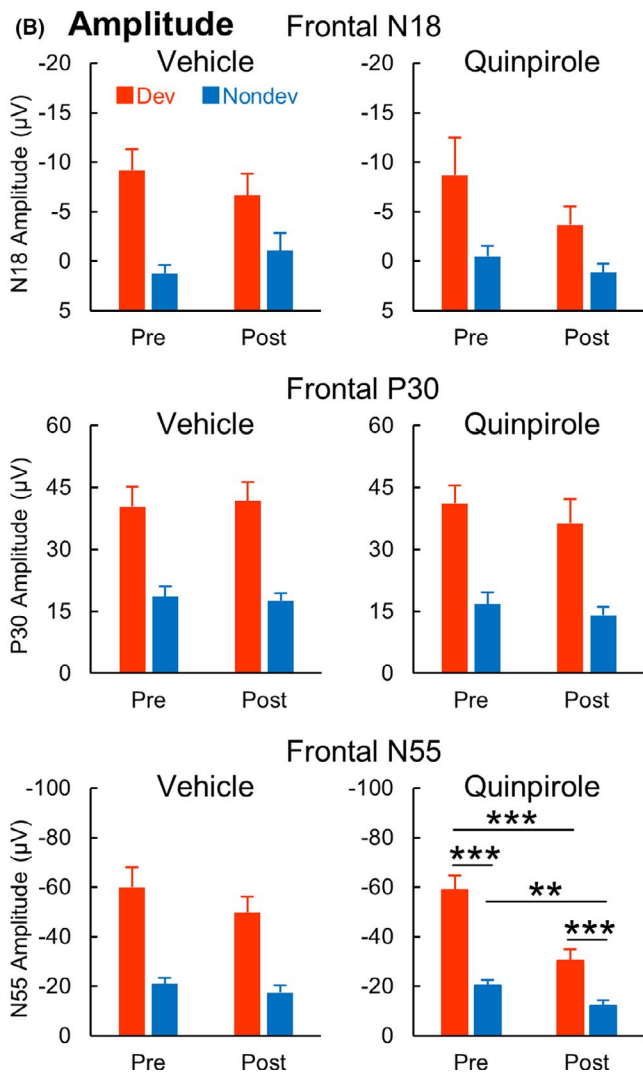 (B) Amplitude Frontal N18
Vehicle Quinpirole
Dev Nondev
N18 Amplitude (µV)
-20 -20
-15 -15
-10 -10
-5 -5
0 0
5 5
Pre Post Pre Post
Frontal P30
Vehicle Quinpirole
P30 Amplitude (µV)
60 60
45 45
30 30
15 15
0 0
Pre Post Pre Post
Frontal N55
Vehicle Quinpirole
N55 Amplitude (µV)
-100 -100
-80 -80
***
***
-60 -60
**
***
-40 -40
-20 -20
0 0
Pre Post Pre Post